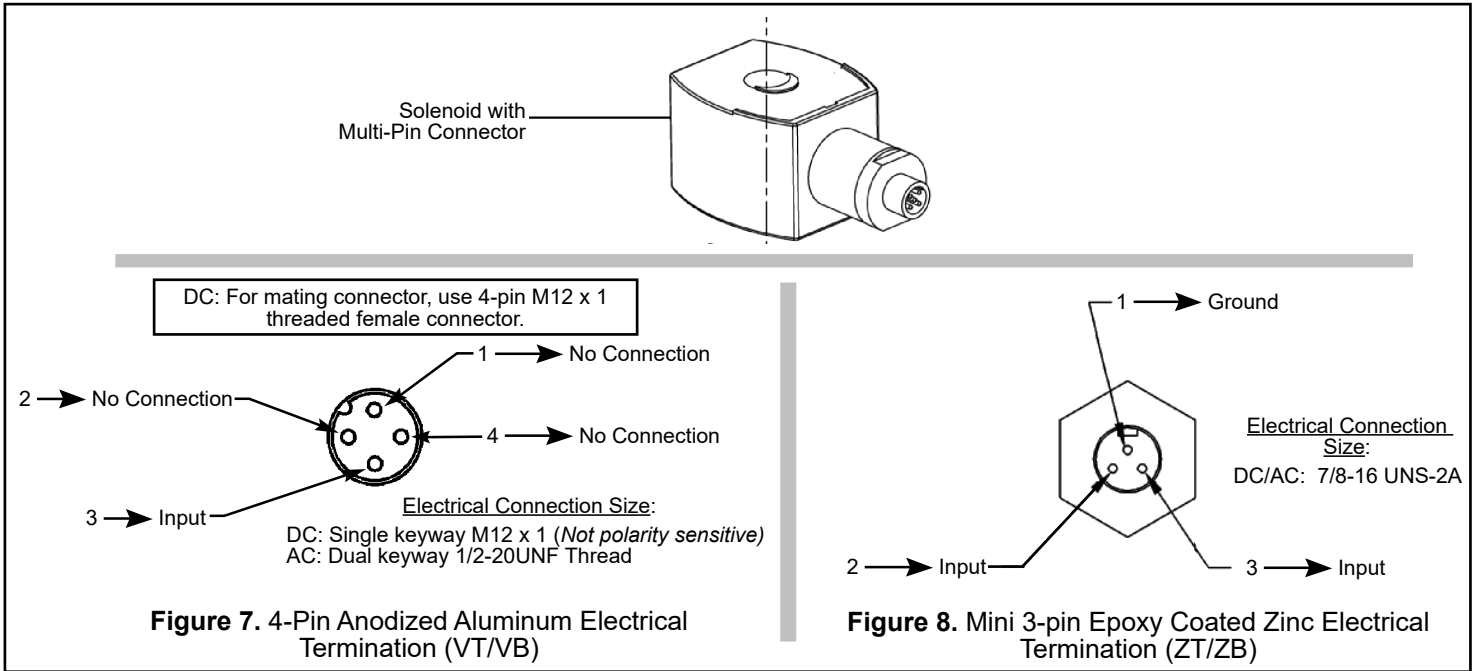 Solenoid with
Multi-Pin Connector
DC: For mating connector, use 4-pin M12 x 1
threaded female connector.
1 No Connection
2 No Connection
4 No Connection
3 Input
Electrical Connection Size:
DC: Single keyway M12 x 1 (Not polarity sensitive)
AC: Dual keyway 1/2-20UNF Thread
Figure 7. 4-Pin Anodized Aluminum Electrical
Termination (VT/VB)
1 Ground
Electrical Connection
Size:
DC/AC: 7/8-16 UNS-2A
2 Input
3 Input
Figure 8. Mini 3-pin Epoxy Coated Zinc Electrical
Termination (ZT/ZB)